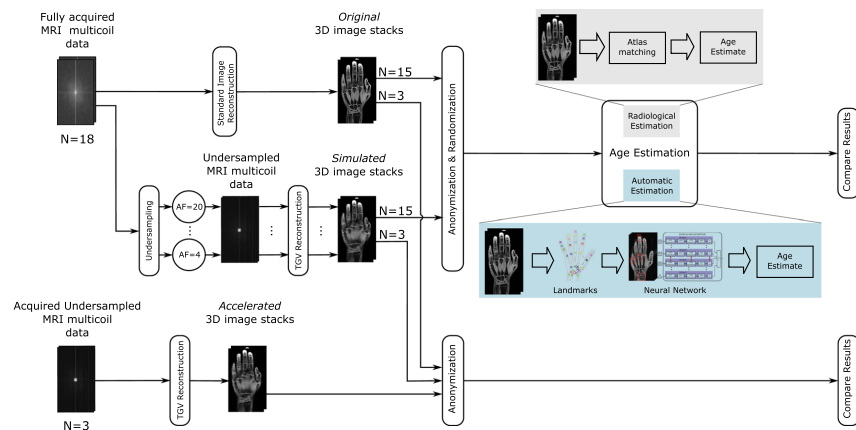 Fully acquired
MRI multicoil
data
N=18
Standard Image
Reconstruction
Original
3D image stacks
N=15
N=3
Undersampling
AF=20
AF=4
Undersampled
MRI multicoil
data
TGV Reconstruction
Simulated
3D image stacks
N=15
N=3
Anonymization & Randomization
Atlas
matching
Age
Estimate
Radiological
Estimation
Age Estimation
Automatic
Estimation
Landmarks
Neural Network
Age
Estimate
Compare Results
Acquired Undersampled
MRI multicoil
data
N=3
TGV Reconstruction
Accelerated
3D image stacks
Anonymization
Compare Results